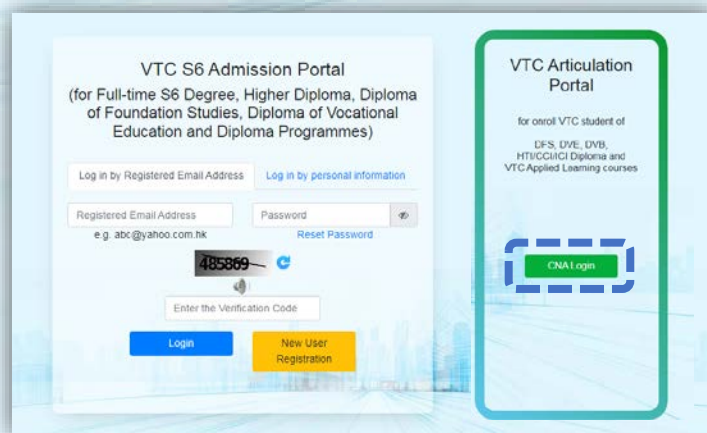 VTC S6 Admission Portal
(for Full-time S6 Degree, Higher Diploma, Diploma
of Foundation Studies, Diploma of Vocational
Education and Diploma Programmes)
Log in by Registered Email Address
Log in by personal information
Registered Email Address
Password
e.g. abc@yahoo.com.hk
Reset Password
485869
Enter the Verification Code
Login
New User
Registration
VTC Articulation
Portal
for enroll VTC student of
DFS, DVE, DVB,
HTI/CCI/ICI Diploma and
VTC Applied Learning courses
CNA Login